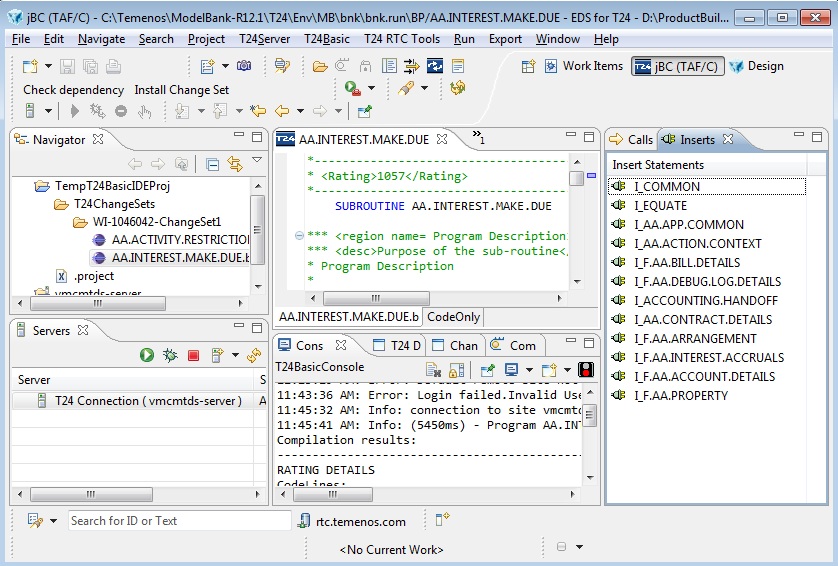 jBC (TAF/C) - C:\Temenos\ModelBank-R12.1\T24\Env\MB\bnk\bnk.run\BP/AA.INTEREST.MAKE.DUE - EDS for T24 - D:\ProductBuil...
File Edit Navigate Search Project T24Server T24Basic T24 RTC Tools Run Export Window Help
Work Items jBC (TAF/C) Design
Check dependency Install Change Set
Navigator
TempT24BasicIDEProj
T24ChangeSets
WI-1046042-ChangeSet1
AA.ACTIVITY.RESTRICTION
AA.INTEREST.MAKE.DUE.b
.project
vmcmtds-server
Servers
Server S
T24 Connection ( vmcmtds-server ) A
AA.INTEREST.MAKE.DUE 1
*-----------------------------------
* <Rating>1057</Rating>
*-----------------------------------
SUBROUTINE AA.INTEREST.MAKE.DUE
*** <region name= Program Description
*** <desc>Purpose of the sub-routine</
* Program Description
*
AA.INTEREST.MAKE.DUE.b CodeOnly
Cons T24 D Chan Com
T24BasicConsole
11:43:36 AM: Error: Login failed.Invalid Use
11:45:32 AM: Info: connection to site vmcmt
11:45:41 AM: Info: (5450ms) - Program AA.INT
Compilation results:
-----------------------------------
RATING DETAILS
CodeLines:
Calls Inserts
Insert Statements
I_COMMON
I_EQUATE
I_AA.APP.COMMON
I_AA.ACTION.CONTEXT
I_F.AA.BILL.DETAILS
I_F.AA.DEBUG.LOG.DETAILS
I_ACCOUNTING.HANDOFF
I_AA.CONTRACT.DETAILS
I_F.AA.ARRANGEMENT
I_F.AA.INTEREST.ACCRUALS
I_F.AA.ACCOUNT.DETAILS
I_F.AA.PROPERTY
Search for ID or Text rtc.temenos.com
<No Current Work>